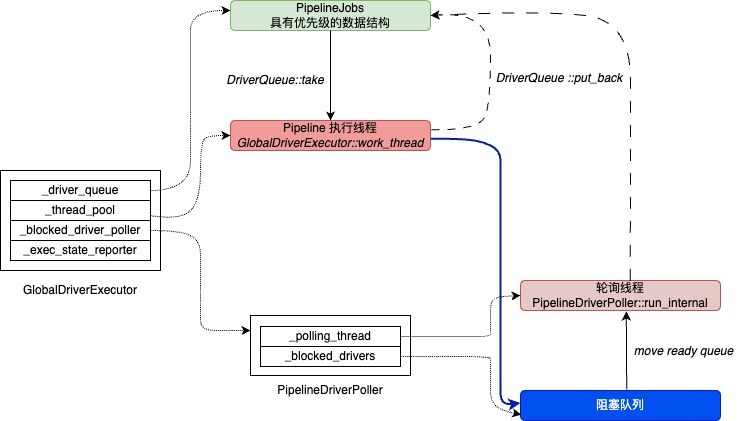 PipelineJobs
具有优先级的数据结构
DriverQueue::take
DriverQueue ::put_back
Pipeline 执行线程
GlobalDriverExecutor::work_thread
_driver_queue
_thread_pool
_blocked_driver_poller
_exec_state_reporter
GlobalDriverExecutor
轮询线程
PipelineDriverPoller::run_internal
_polling_thread
_blocked_drivers
PipelineDriverPoller
move ready queue
阻塞队列